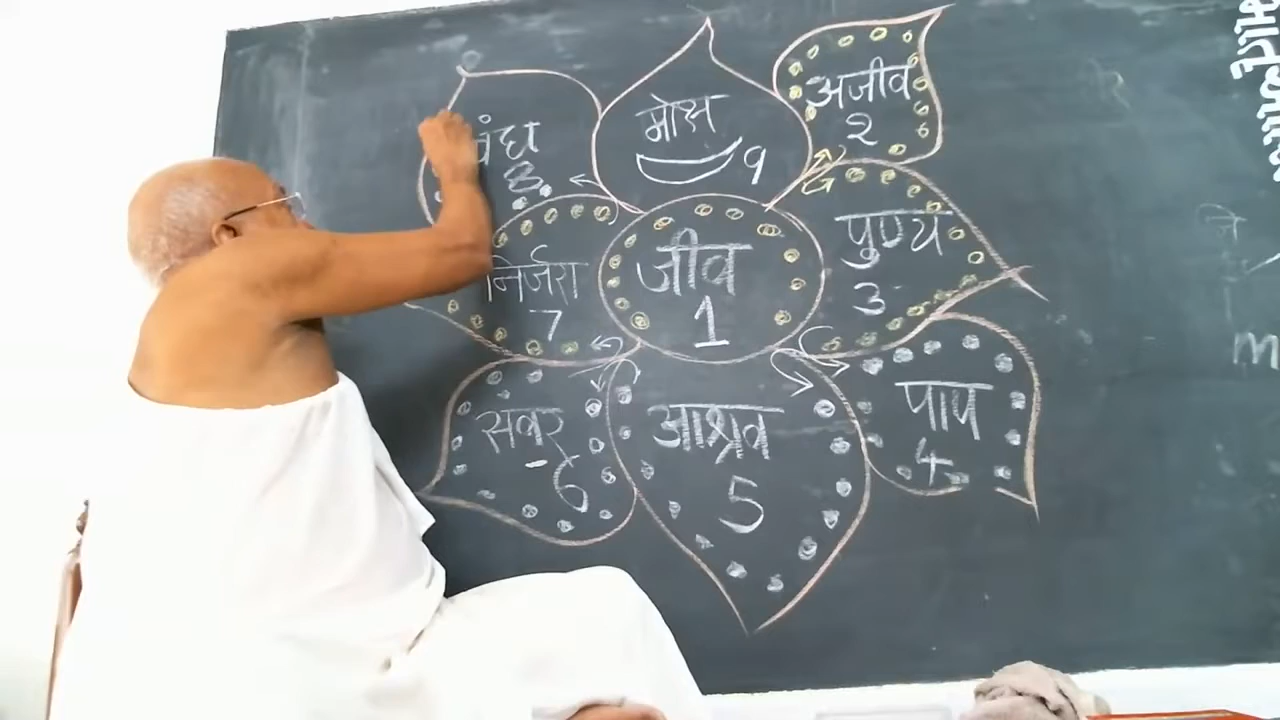 मोक्ष
9
अजीव
2
बंध
8
जीव
1
पुण्य
3
निर्जरा
7
पाप
4
आश्रव
5
संवर
6